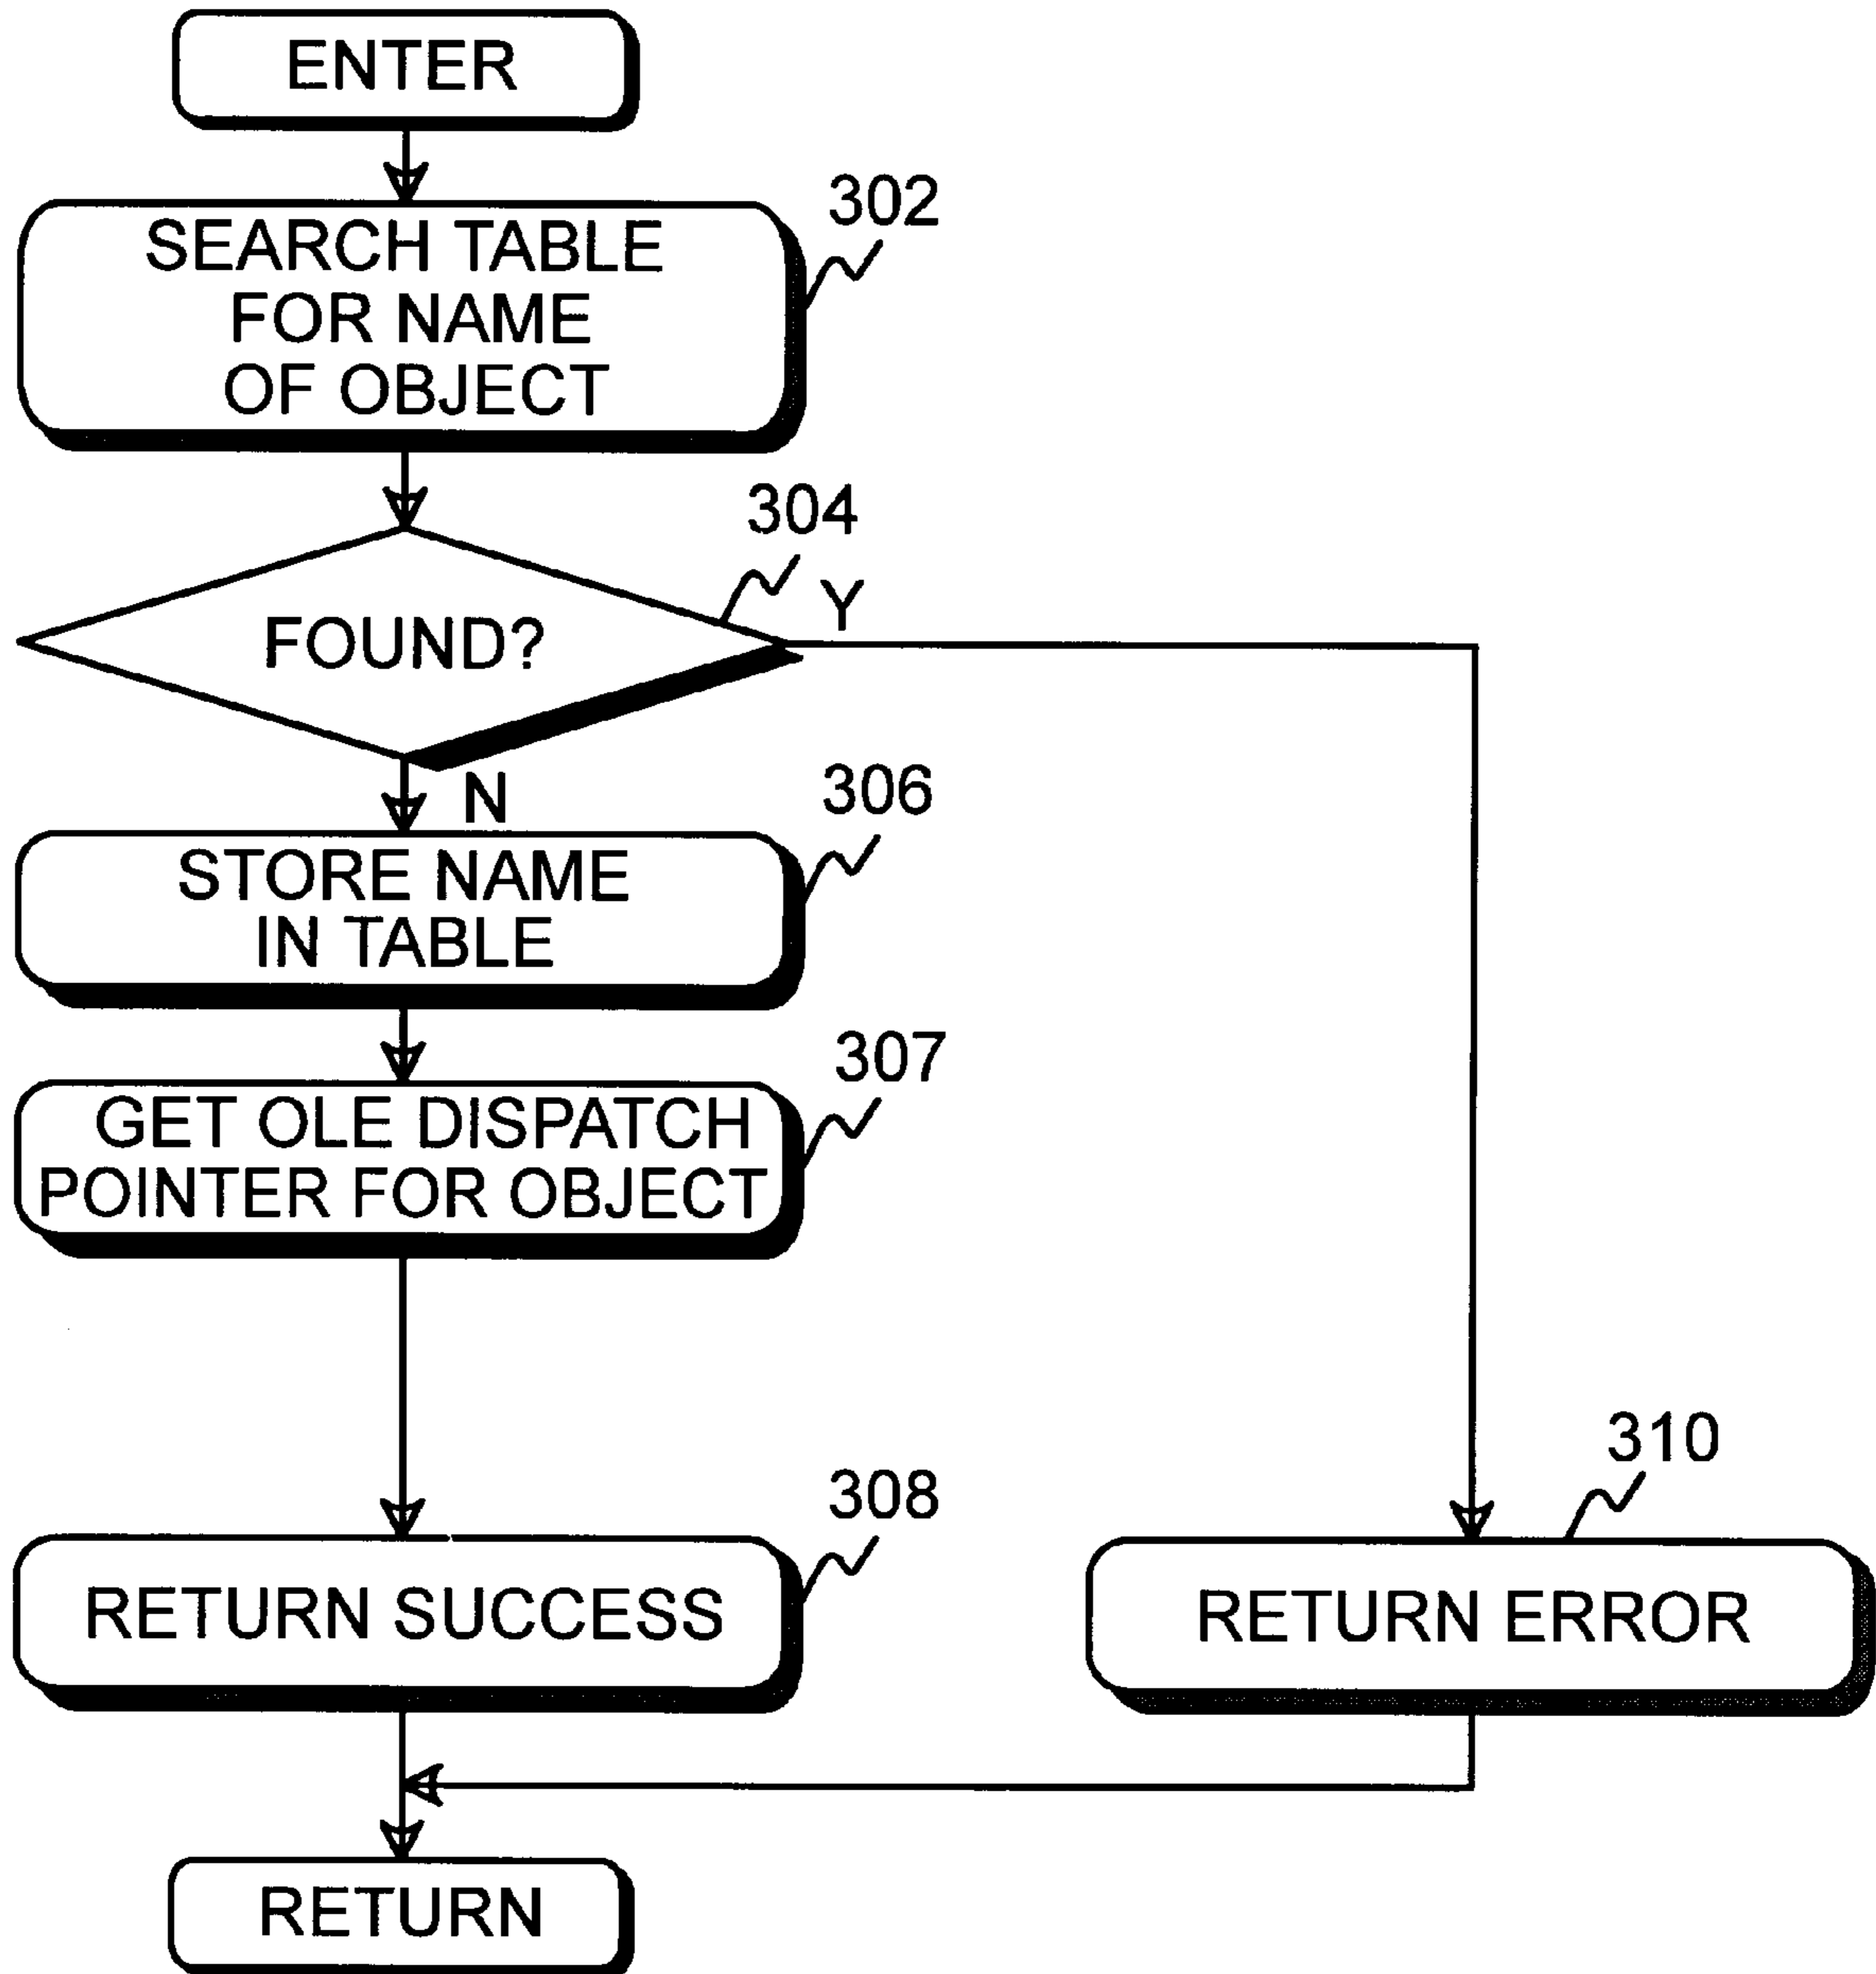 ENTER
302
SEARCH TABLE
FOR NAME
OF OBJECT
304
Y
FOUND?
N
306
STORE NAME
IN TABLE
307
GET OLE DISPATCH
POINTER FOR OBJECT
310
308
RETURN SUCCESS
RETURN ERROR
RETURN